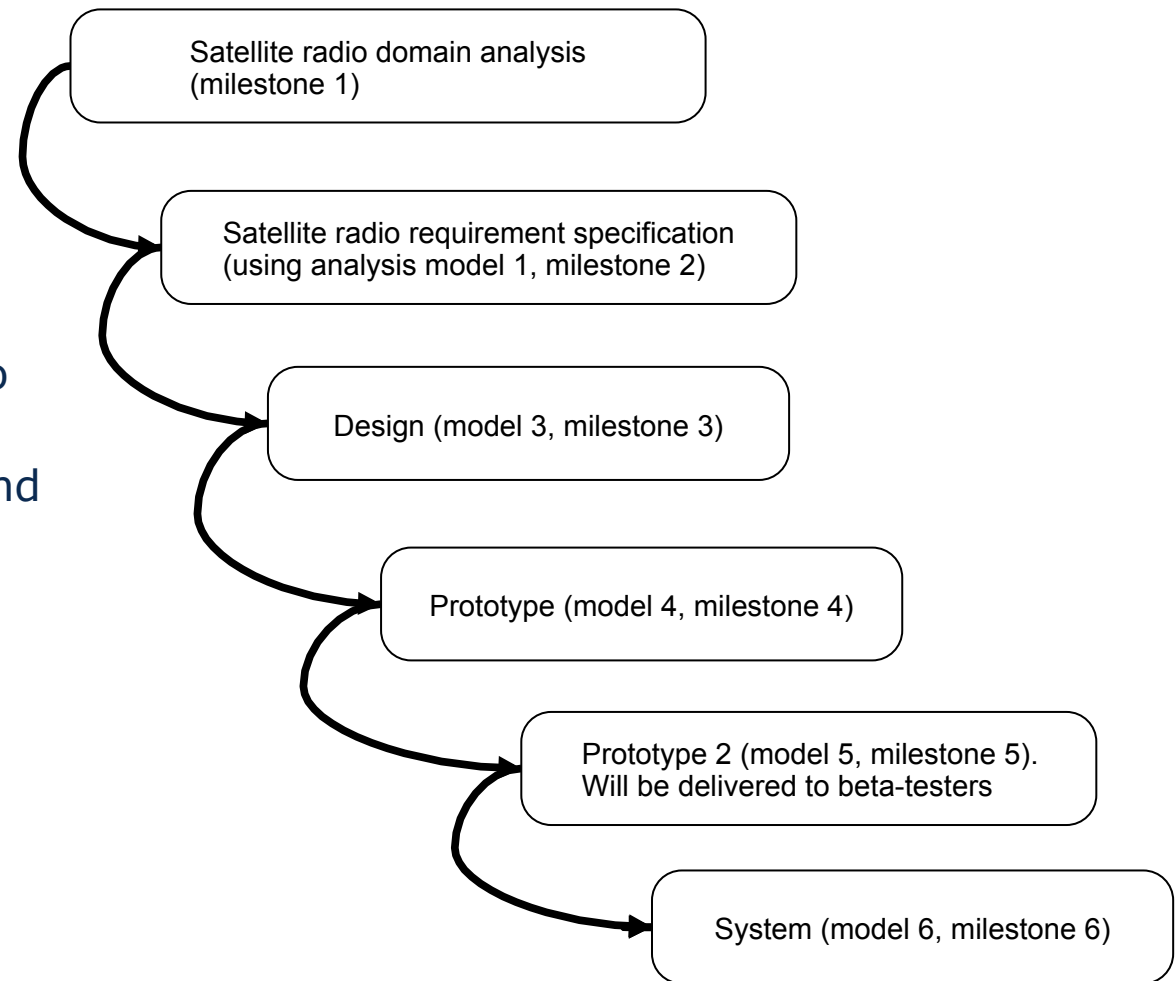 Satellite radio domain analysis
(milestone 1)
Satellite radio requirement specification
(using analysis model 1, milestone 2)
Design (model 3, milestone 3)
Prototype (model 4, milestone 4)
Prototype 2 (model 5, milestone 5).
Will be delivered to beta-testers
System (model 6, milestone 6)